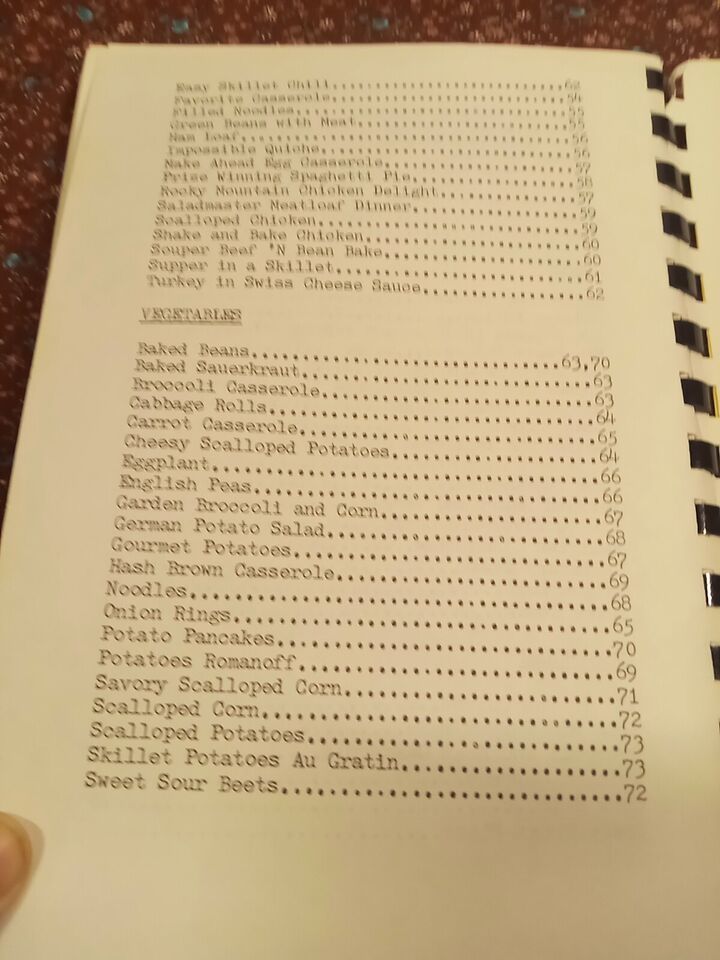 Easy Skillet Chili..............................62
Favorite Casserole..............................54
Filled Noodles..................................55
Green Beans with Meat...........................55
Ham Loaf........................................56
Impossible Quiche...............................56
Make Ahead Egg Casserole........................57
Prize Winning Spaghetti Pie.....................58
Rocky Mountain Chicken Delight..................57
Saladmaster Meatloaf Dinner.....................59
Scalloped Chicken...............................59
Shake and Bake Chicken..........................60
Souper Beef 'N Bean Bake........................60
Supper in a Skillet.............................61
Turkey in Swiss Cheese Sauce....................62
VEGETABLES
Baked Beans..................................63,70
Baked Sauerkraut................................63
Broccoli Casserole..............................63
Cabbage Rolls...................................64
Carrot Casserole................................65
Cheesy Scalloped Potatoes.......................64
Eggplant........................................66
English Peas....................................66
Garden Broccoli and Corn........................67
German Potato Salad.............................68
Gourmet Potatoes................................67
Hash Brown Casserole............................69
Noodles.........................................68
Onion Rings.....................................65
Potato Pancakes.................................70
Potatoes Romanoff...............................69
Savory Scalloped Corn...........................71
Scalloped Corn..................................72
Scalloped Potatoes..............................73
Skillet Potatoes Au Gratin......................73
Sweet Sour Beets................................72